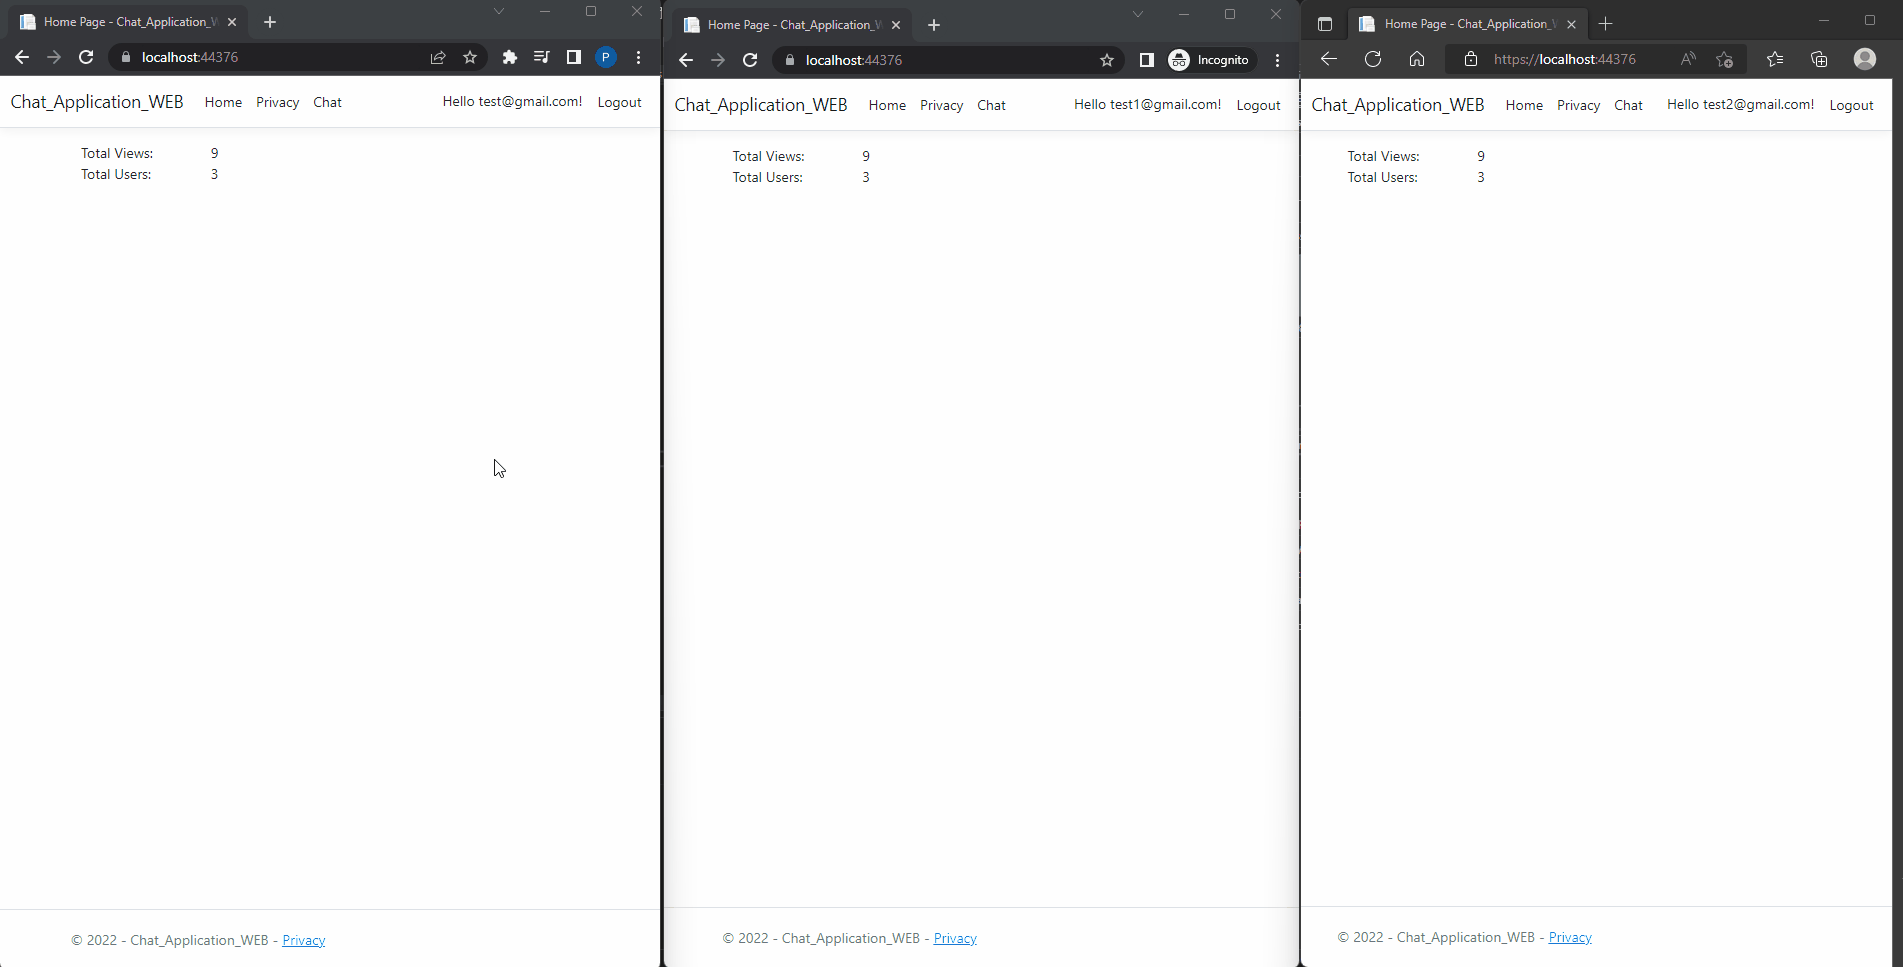 Home Page - Chat_Application_W
localhost:44376
P
Chat_Application_WEB Home Privacy Chat Hello test@gmail.com! Logout
Total Views: 9
Total Users: 3
© 2022 - Chat_Application_WEB - Privacy
Home Page - Chat_Application_W
localhost:44376
Incognito
Chat_Application_WEB Home Privacy Chat Hello test1@gmail.com! Logout
Total Views: 9
Total Users: 3
© 2022 - Chat_Application_WEB - Privacy
Home Page - Chat_Application_W
https://localhost:44376
Chat_Application_WEB Home Privacy Chat Hello test2@gmail.com! Logout
Total Views: 9
Total Users: 3
© 2022 - Chat_Application_WEB - Privacy